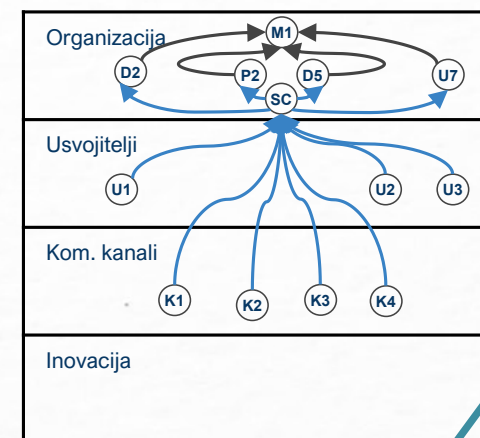 Organizacija
M1
D2
P2
D5
U7
SC
Usvojitelji
U1
U2
U3
Kom. kanali
K1
K2
K3
K4
Inovacija